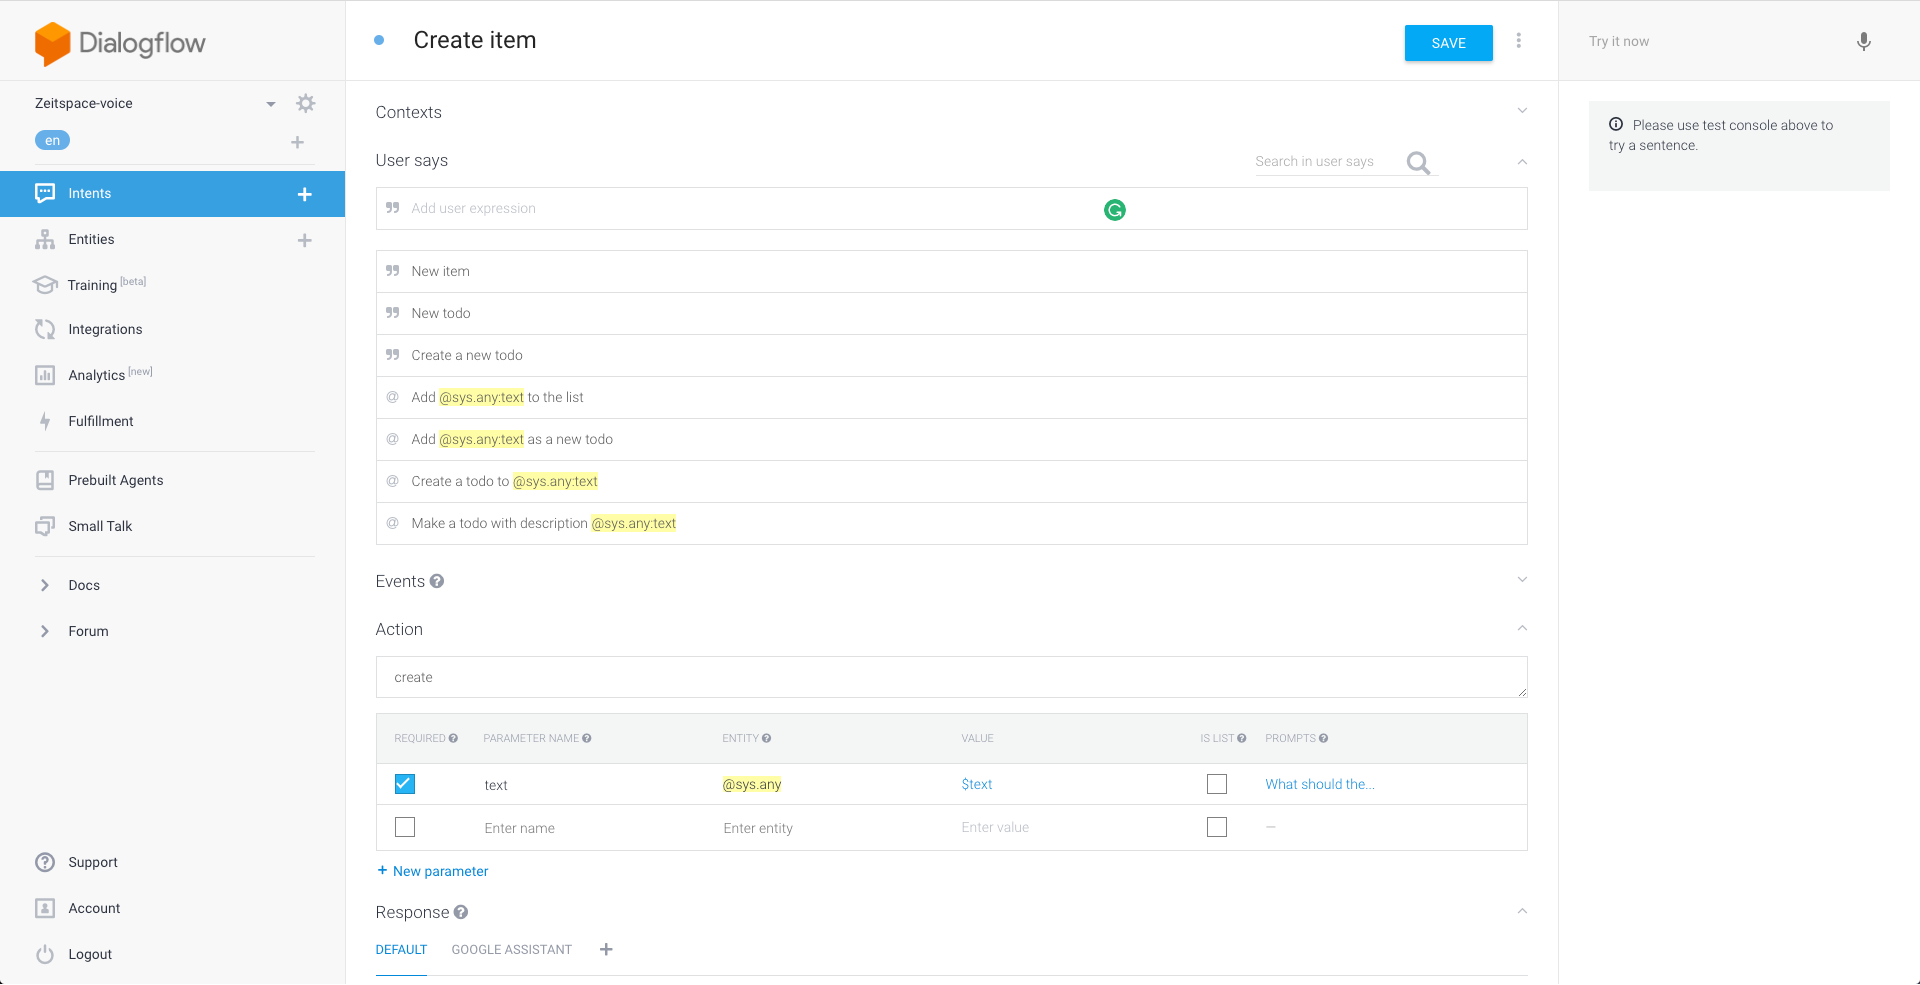 Dialogflow
Zeitspace-voice
en
Intents
Entities
Training [beta]
Integrations
Analytics [new]
Fulfillment
Prebuilt Agents
Small Talk
Docs
Forum
Support
Account
Logout
Create item
SAVE
Contexts
User says
Search in user says
Add user expression
New item
New todo
Create a new todo
@ Add @sys.any:text to the list
@ Add @sys.any:text as a new todo
@ Create a todo to @sys.any:text
@ Make a todo with description @sys.any:text
Events
Action
create
REQUIRED PARAMETER NAME ENTITY VALUE IS LIST PROMPTS
text @sys.any $text What should the...
Enter name Enter entity Enter value –
+ New parameter
Response
DEFAULT GOOGLE ASSISTANT +
Try it now
Please use test console above to
try a sentence.